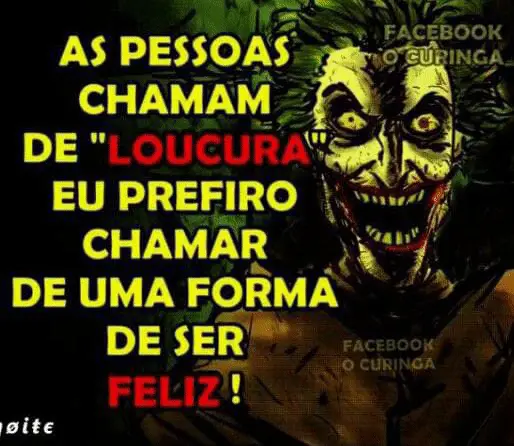 FACEBOOK
O CURINGA
AS PESSOAS
CHAMAM
DE "LOUCURA"
EU PREFIRO
CHAMAR
DE UMA FORMA
DE SER
FELIZ!
FACEBOOK
O CURINGA